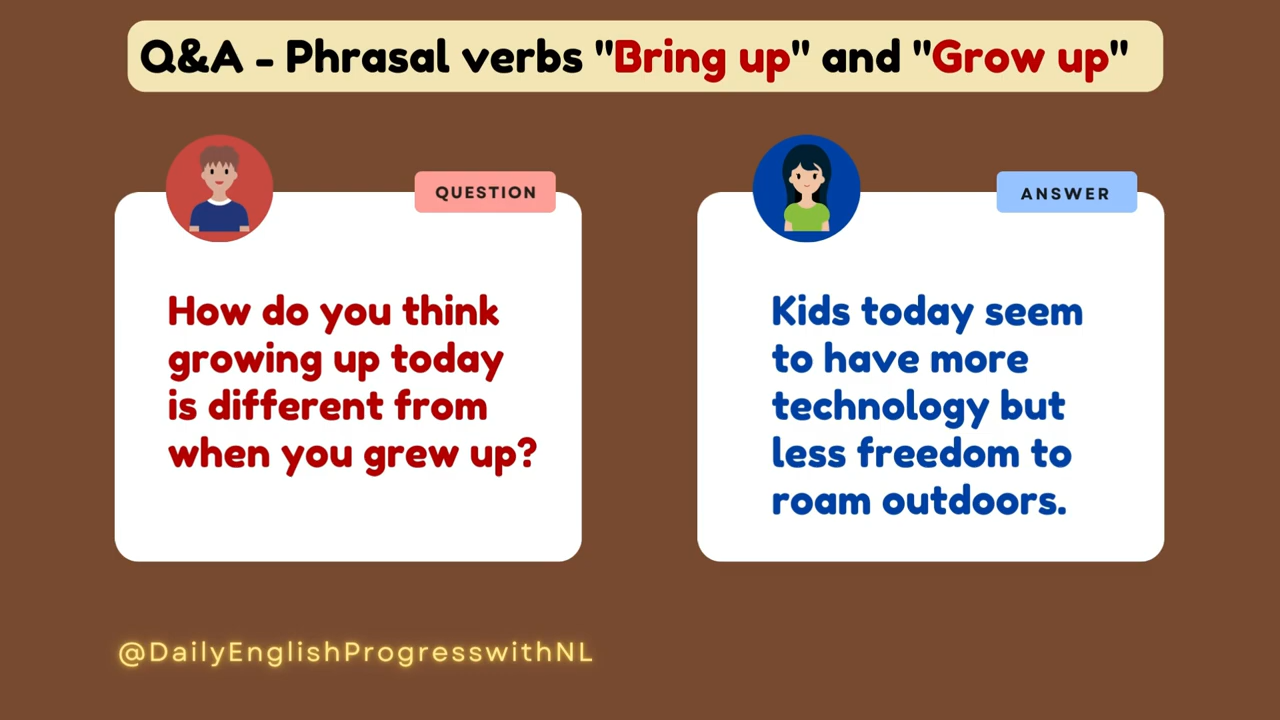 Q&A - Phrasal verbs "Bring up" and "Grow up"
QUESTION
How do you think
growing up today
is different from
when you grew up?
ANSWER
Kids today seem
to have more
technology but
less freedom to
roam outdoors.
@DailyEnglishProgresswithNL